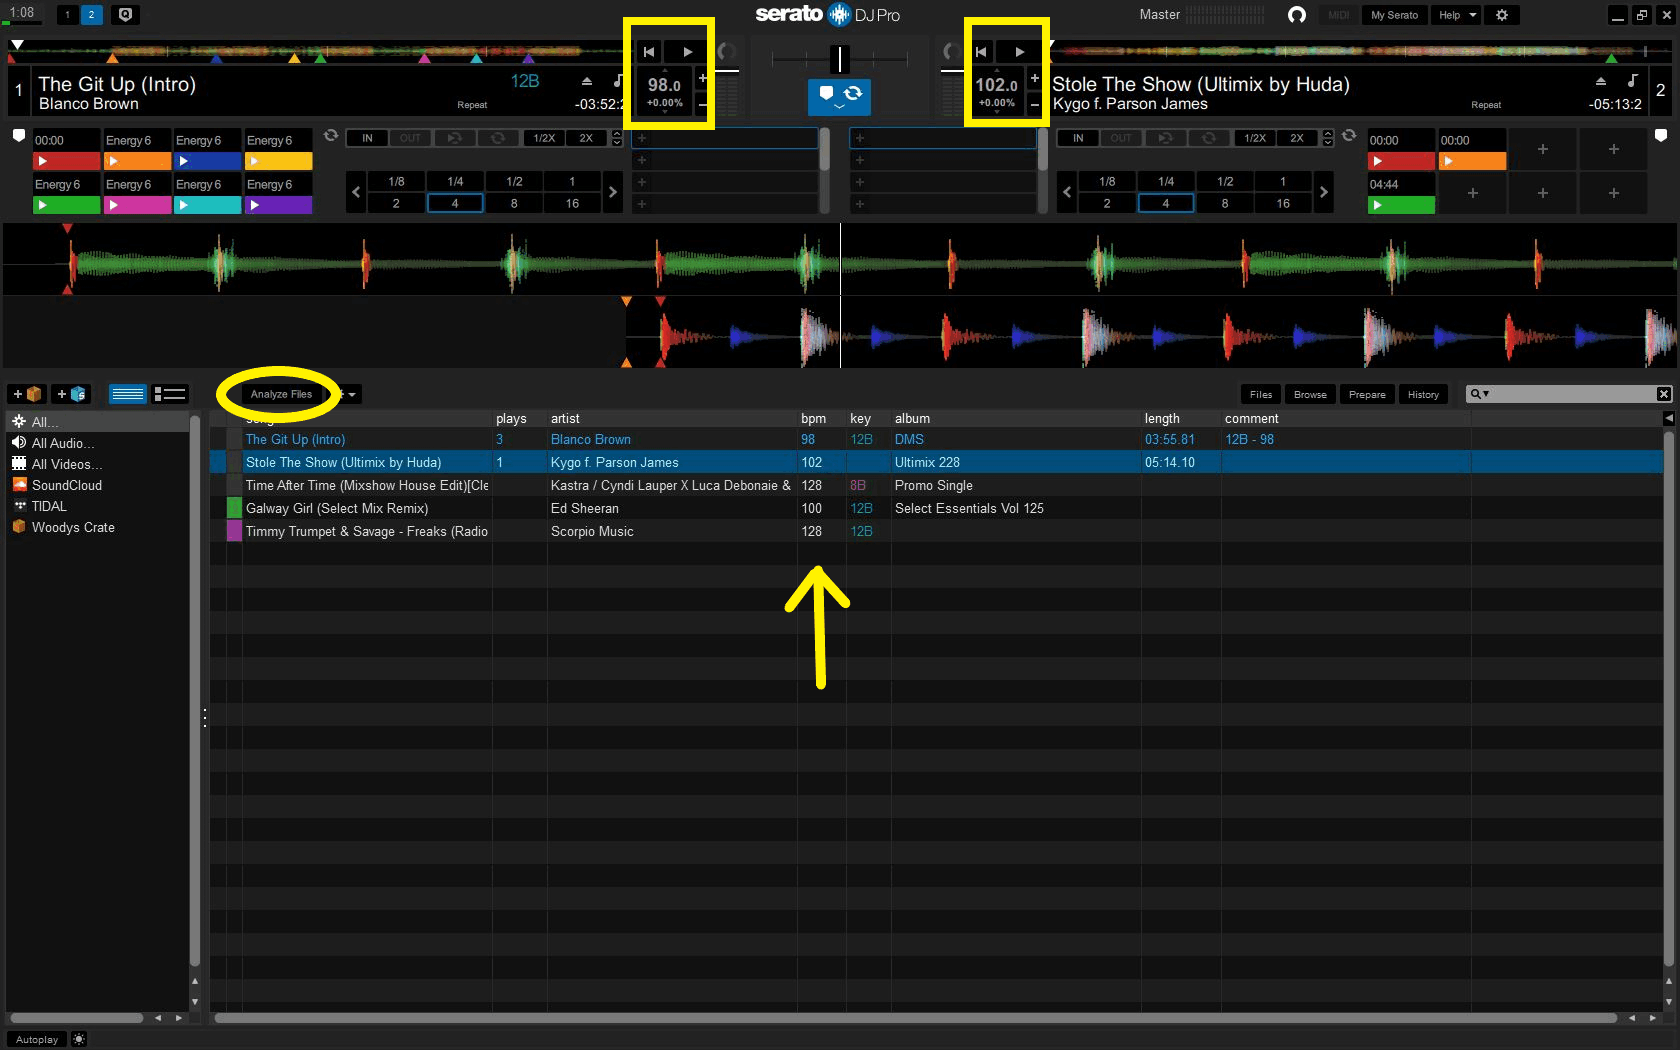 1:08
1
2
serato DJ Pro
Master
MIDI
My Serato
Help
1
The Git Up (Intro)
12B
Blanco Brown
Repeat
-03:52:2
98.0
+0.00%
102.0
+0.00%
Stole The Show (Ultimix by Huda)
Kygo f. Parson James
Repeat
-05:13:2
2
00:00
Energy 6
Energy 6
Energy 6
Energy 6
Energy 6
Energy 6
Energy 6
IN
OUT
1/2X
2X
1/8
1/4
1/2
1
2
4
8
16
IN
OUT
1/2X
2X
1/8
1/4
1/2
1
2
4
8
16
00:00
00:00
04:44
Analyze Files
Files
Browse
Prepare
History
All...
All Audio...
All Videos...
SoundCloud
TIDAL
Woodys Crate
song plays artist bpm key album length comment
The Git Up (Intro) 3 Blanco Brown 98 12B DMS 03:55.81 12B - 98
Stole The Show (Ultimix by Huda) 1 Kygo f. Parson James 102 Ultimix 228 05:14.10
Time After Time (Mixshow House Edit)[Cle Kastra / Cyndi Lauper X Luca Debonaie & 128 8B Promo Single
Galway Girl (Select Mix Remix) Ed Sheeran 100 12B Select Essentials Vol 125
Timmy Trumpet & Savage - Freaks (Radio Scorpio Music 128 12B
Autoplay